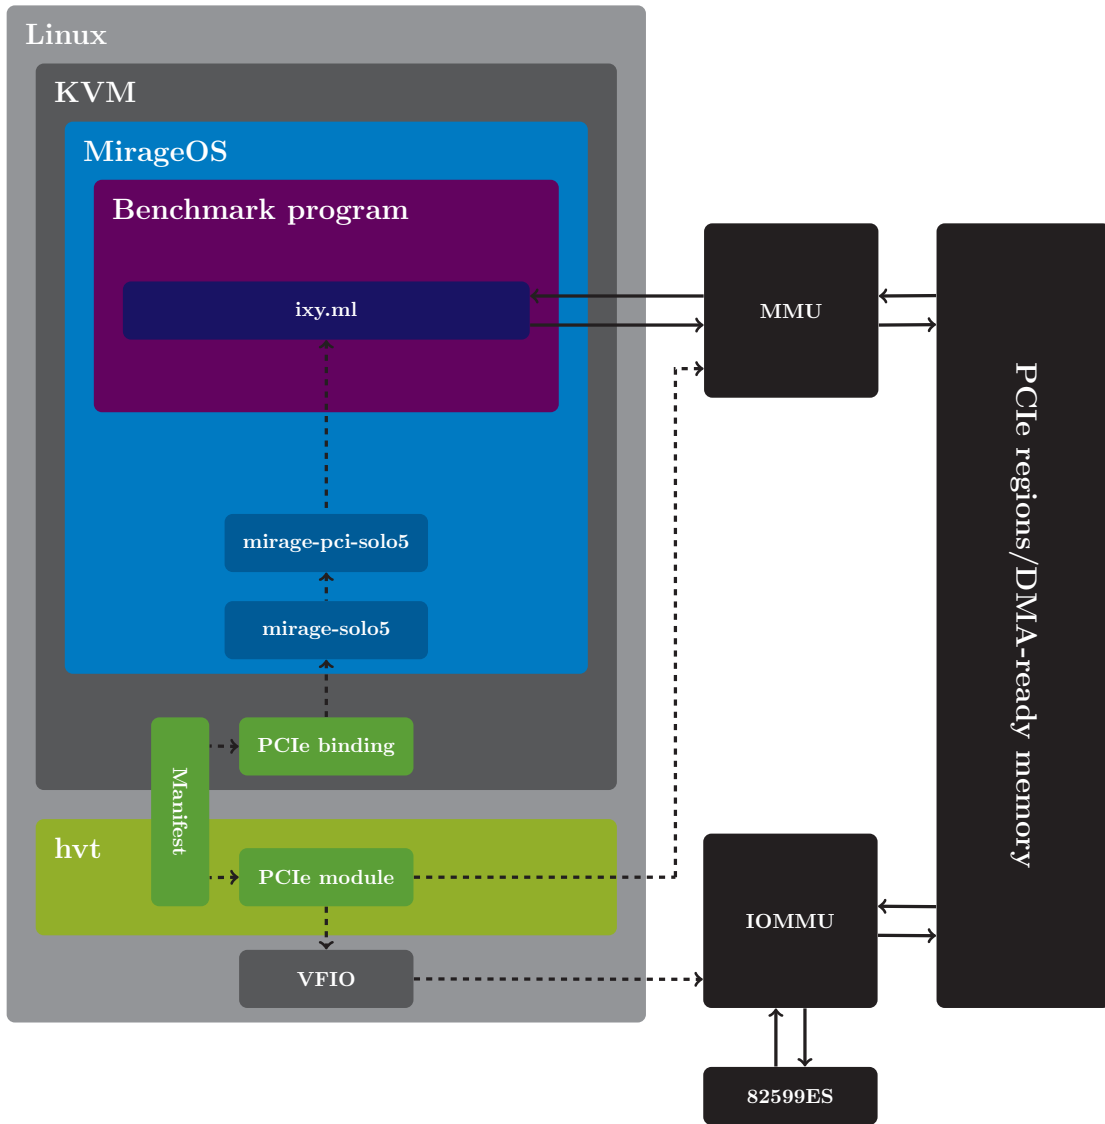 Linux
KVM
MirageOS
Benchmark program
ixy.ml
MMU
PCIe regions/DMA-ready memory
mirage-pci-solo5
mirage-solo5
PCIe binding
Manifest
hvt
PCIe module
IOMMU
VFIO
82599ES